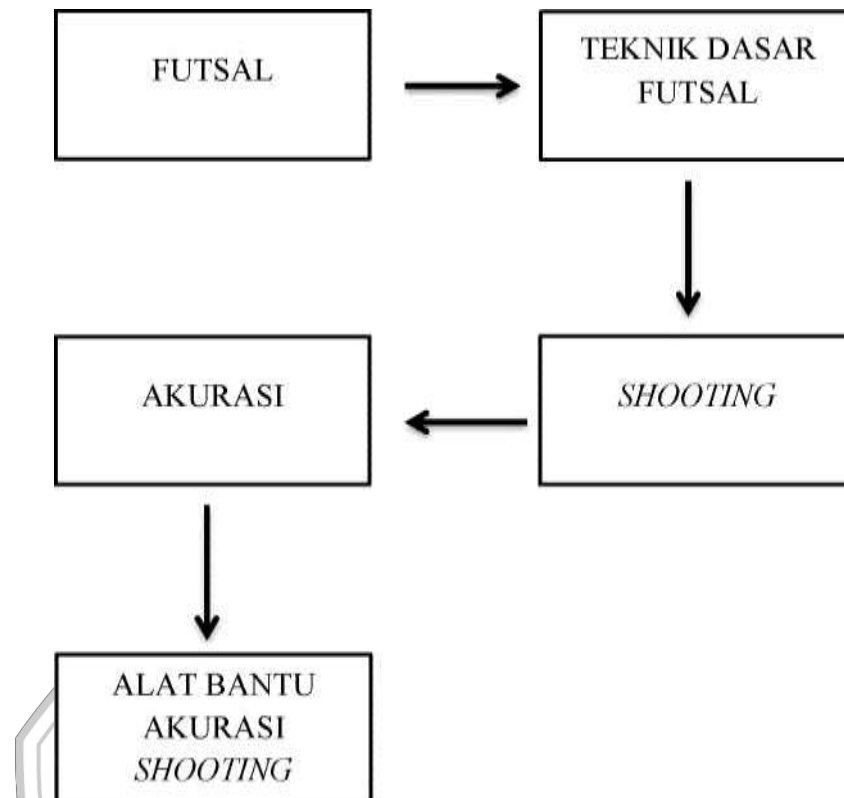 FUTSAL
TEKNIK DASAR
FUTSAL
SHOOTING
AKURASI
ALAT BANTU
AKURASI
SHOOTING